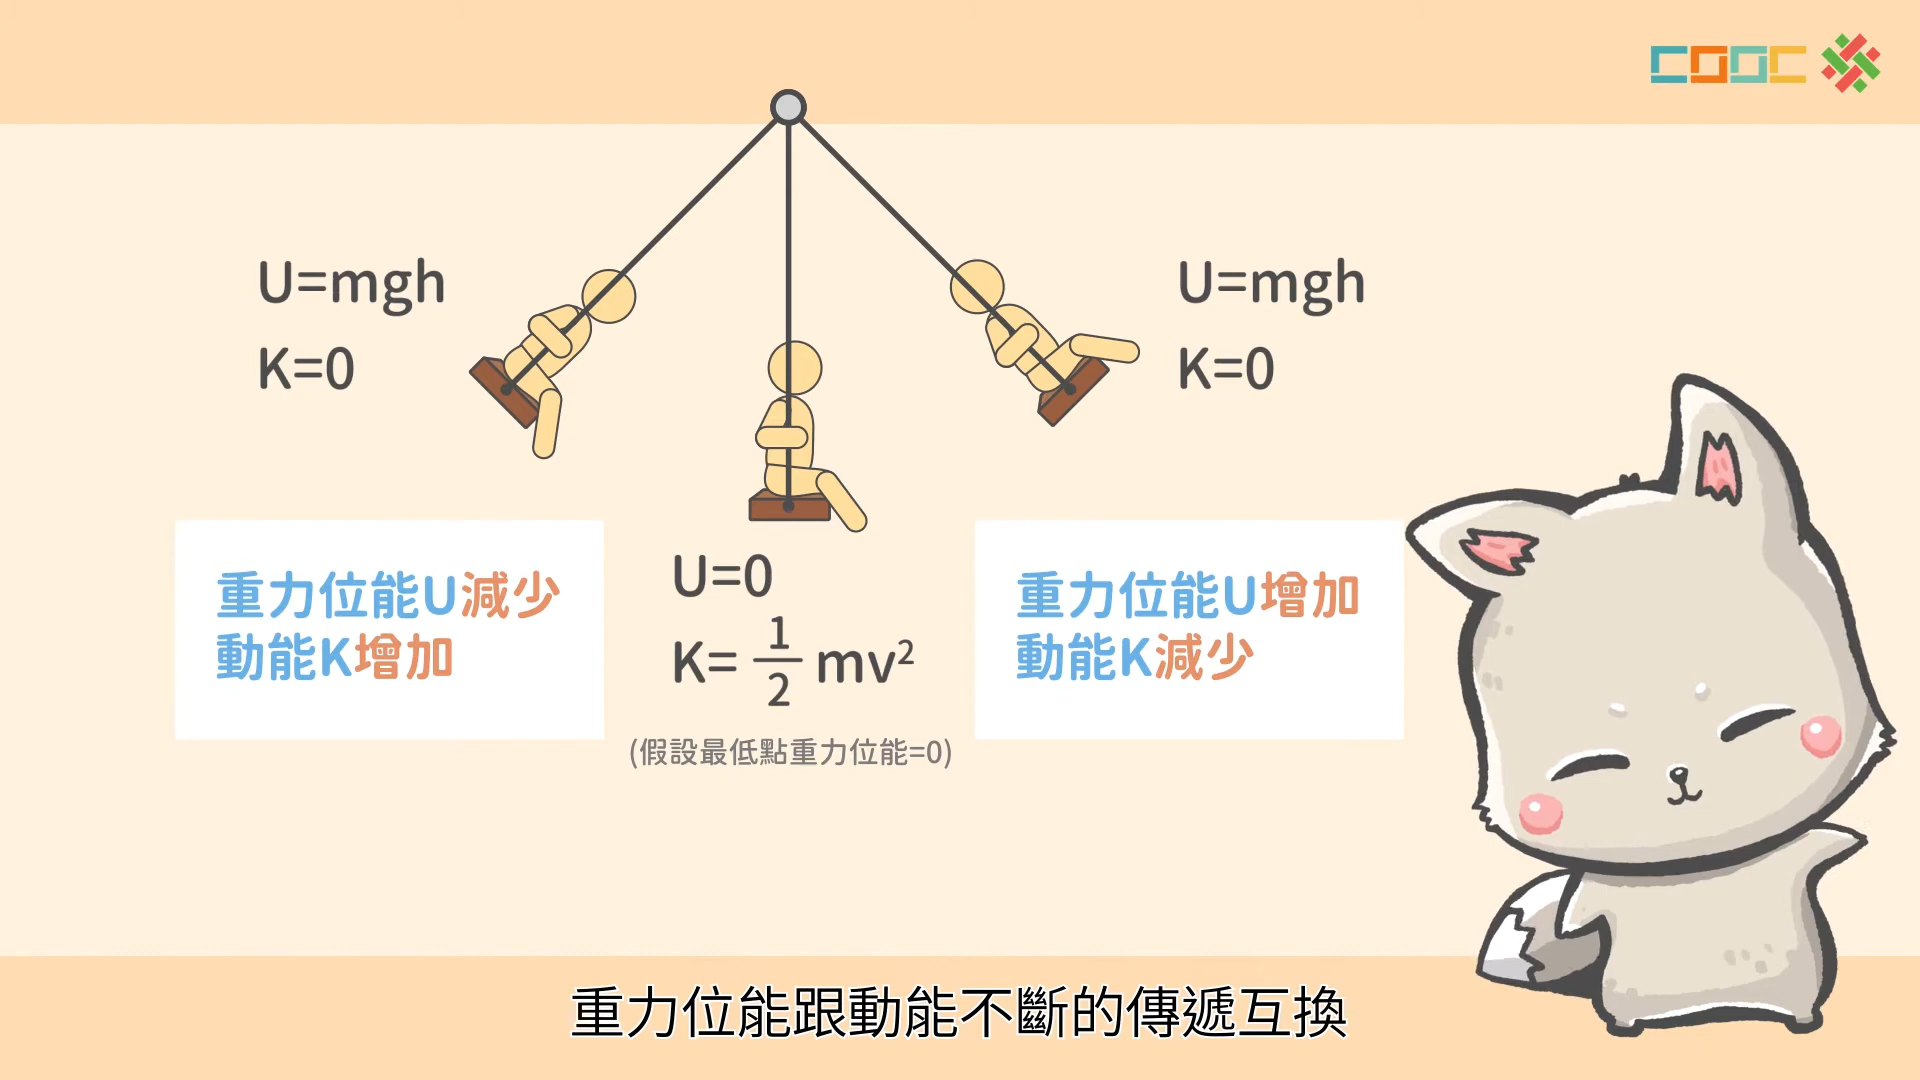 COOC
U=mgh
K=0
U=mgh
K=0
重力位能U減少
動能K增加
U=0
K= 1/2 mv²
(假設最低點重力位能=0)
重力位能U增加
動能K減少
重力位能跟動能不斷的傳遞互換